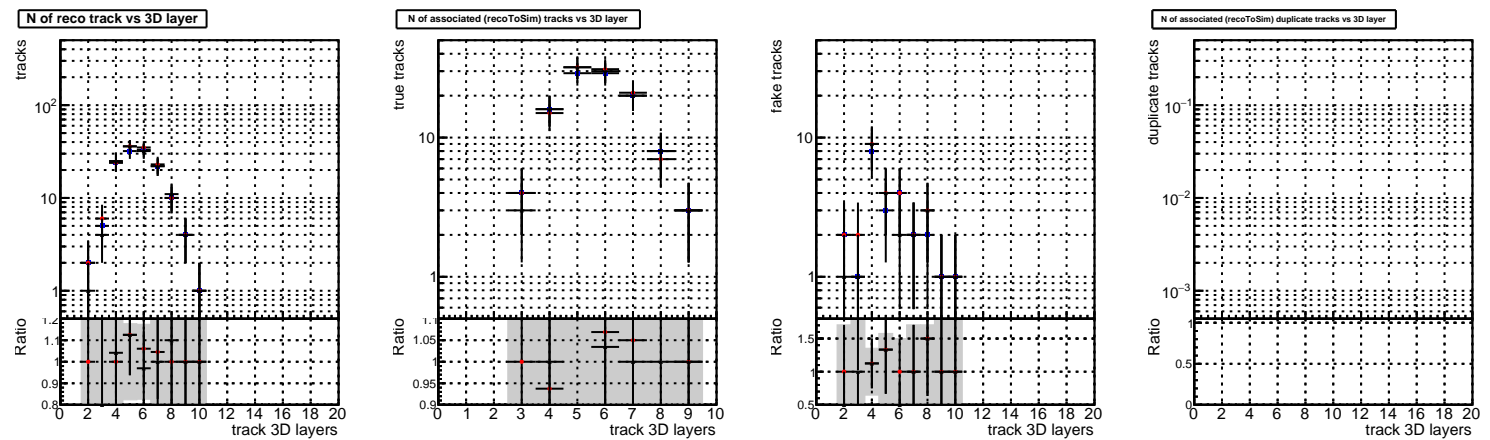 N of reco track vs 3D layer
tracks
10²
10
1
Ratio
1.2
1.1
1
0.9
0.8
0 2 4 6 8 10 12 14 16 18 20
track 3D layers
N of associated (recoToSim) tracks vs 3D layer
true tracks
10
1
Ratio
1.1
1.05
1
0.95
0.9
0 1 2 3 4 5 6 7 8 9 10
track 3D layers
fake tracks
10
1
Ratio
1.5
1
0.5
0 2 4 6 8 10 12 14 16 18 20
track 3D layers
N of associated (recoToSim) duplicate tracks vs 3D layer
duplicate tracks
10⁻¹
10⁻²
10⁻³
Ratio
1
0.5
0
0 2 4 6 8 10 12 14 16 18 20
track 3D layers